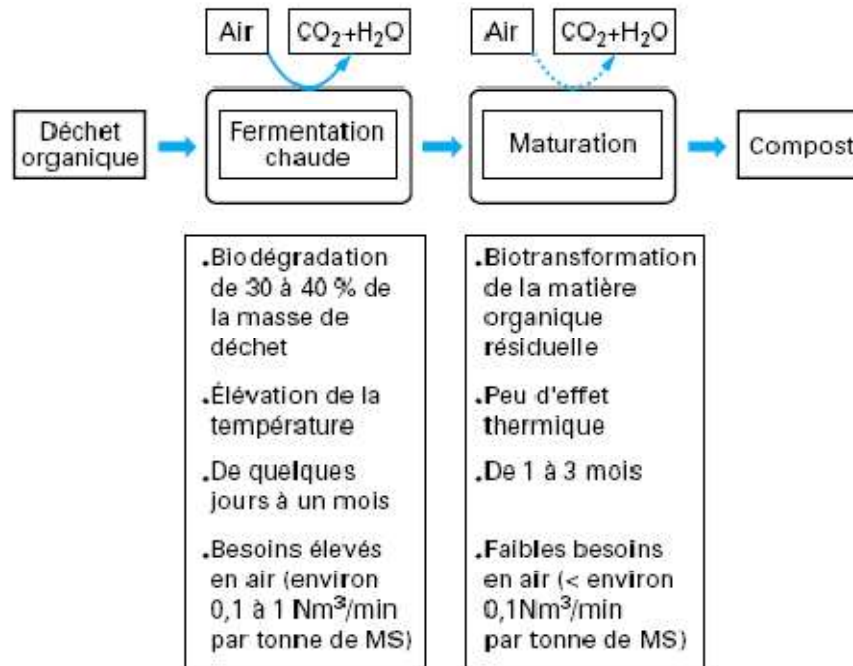 Air
CO₂+H₂O
Air
CO₂+H₂O
Déchet
organique
Fermentation
chaude
Maturation
Compost
.Biodégradation
de 30 à 40 % de
la masse de
déchet
.Élévation de la
température
.De quelques
jours à un mois
.Besoins élevés
en air (environ
0,1 à 1 Nm³/min
par tonne de MS)
.Biotransformation
de la matière
organique
résiduelle
.Peu d'effet
thermique
.De 1 à 3 mois
.Faibles besoins
en air (< environ
0,1Nm³/min
par tonne de MS)